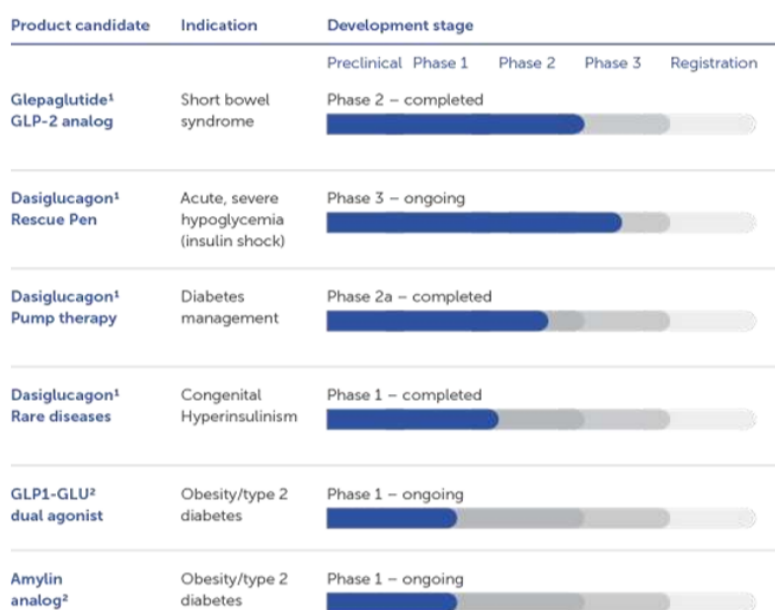 Product candidate Indication Development stage
Preclinical Phase 1 Phase 2 Phase 3 Registration
Glepaglutide¹ Short bowel Phase 2 – completed
GLP-2 analog syndrome
Dasiglucagon¹ Acute, severe Phase 3 – ongoing
Rescue Pen hypoglycemia
(insulin shock)
Dasiglucagon¹ Diabetes Phase 2a – completed
Pump therapy management
Dasiglucagon¹ Congenital Phase 1 – completed
Rare diseases Hyperinsulinism
GLP1-GLU² Obesity/type 2 Phase 1 – ongoing
dual agonist diabetes
Amylin Obesity/type 2 Phase 1 – ongoing
analog² diabetes